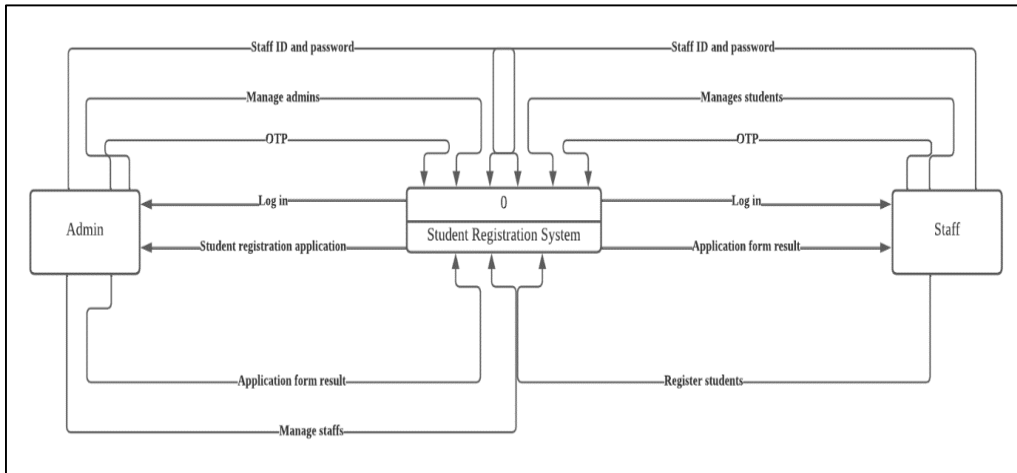 Staff ID and password
Staff ID and password
Manage admins
Manages students
OTP
OTP
Log in
0
Log in
Admin
Student Registration System
Staff
Student registration application
Application form result
Application form result
Register students
Manage staffs